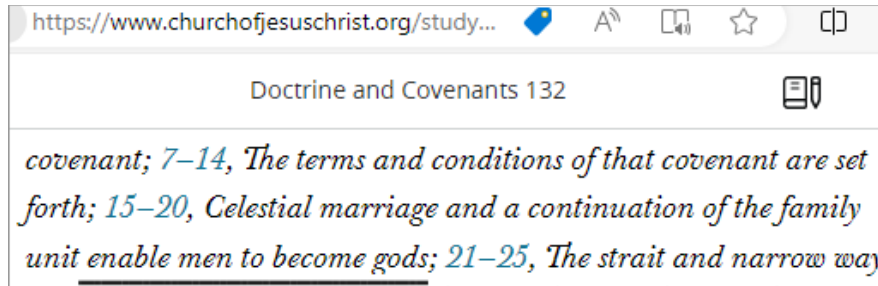 https://www.churchofjesuschrist.org/study...
Doctrine and Covenants 132
covenant; 7–14, The terms and conditions of that covenant are set
forth; 15–20, Celestial marriage and a continuation of the family
unit enable men to become gods; 21–25, The strait and narrow way